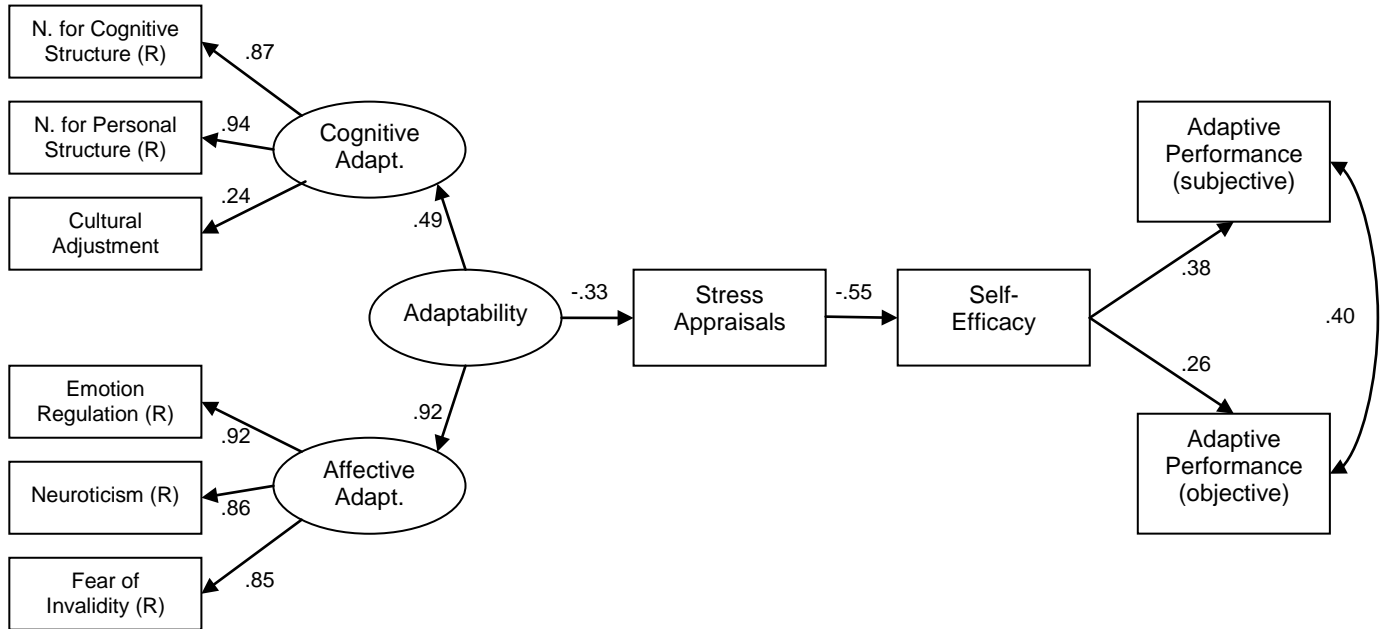 N. for Cognitive
Structure (R)
.87
N. for Personal
Structure (R)
.94
Cultural
Adjustment
.24
Cognitive
Adapt.
.49
Adaptability
-.33
Stress
Appraisals
-.55
Self-
Efficacy
.38
.26
Adaptive
Performance
(subjective)
.40
Adaptive
Performance
(objective)
.92
Emotion
Regulation (R)
.92
Neuroticism (R)
.86
Affective
Adapt.
Fear of
Invalidity (R)
.85